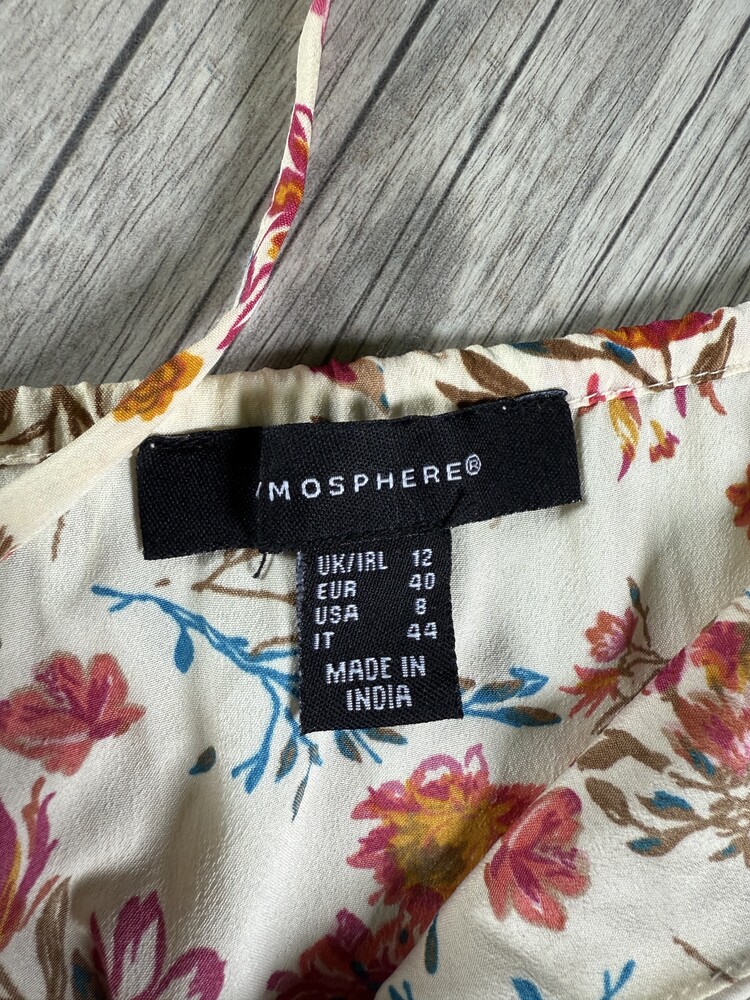 MOSPHERE®
UK/IRL 12
EUR 40
USA 8
IT 44
MADE IN
INDIA